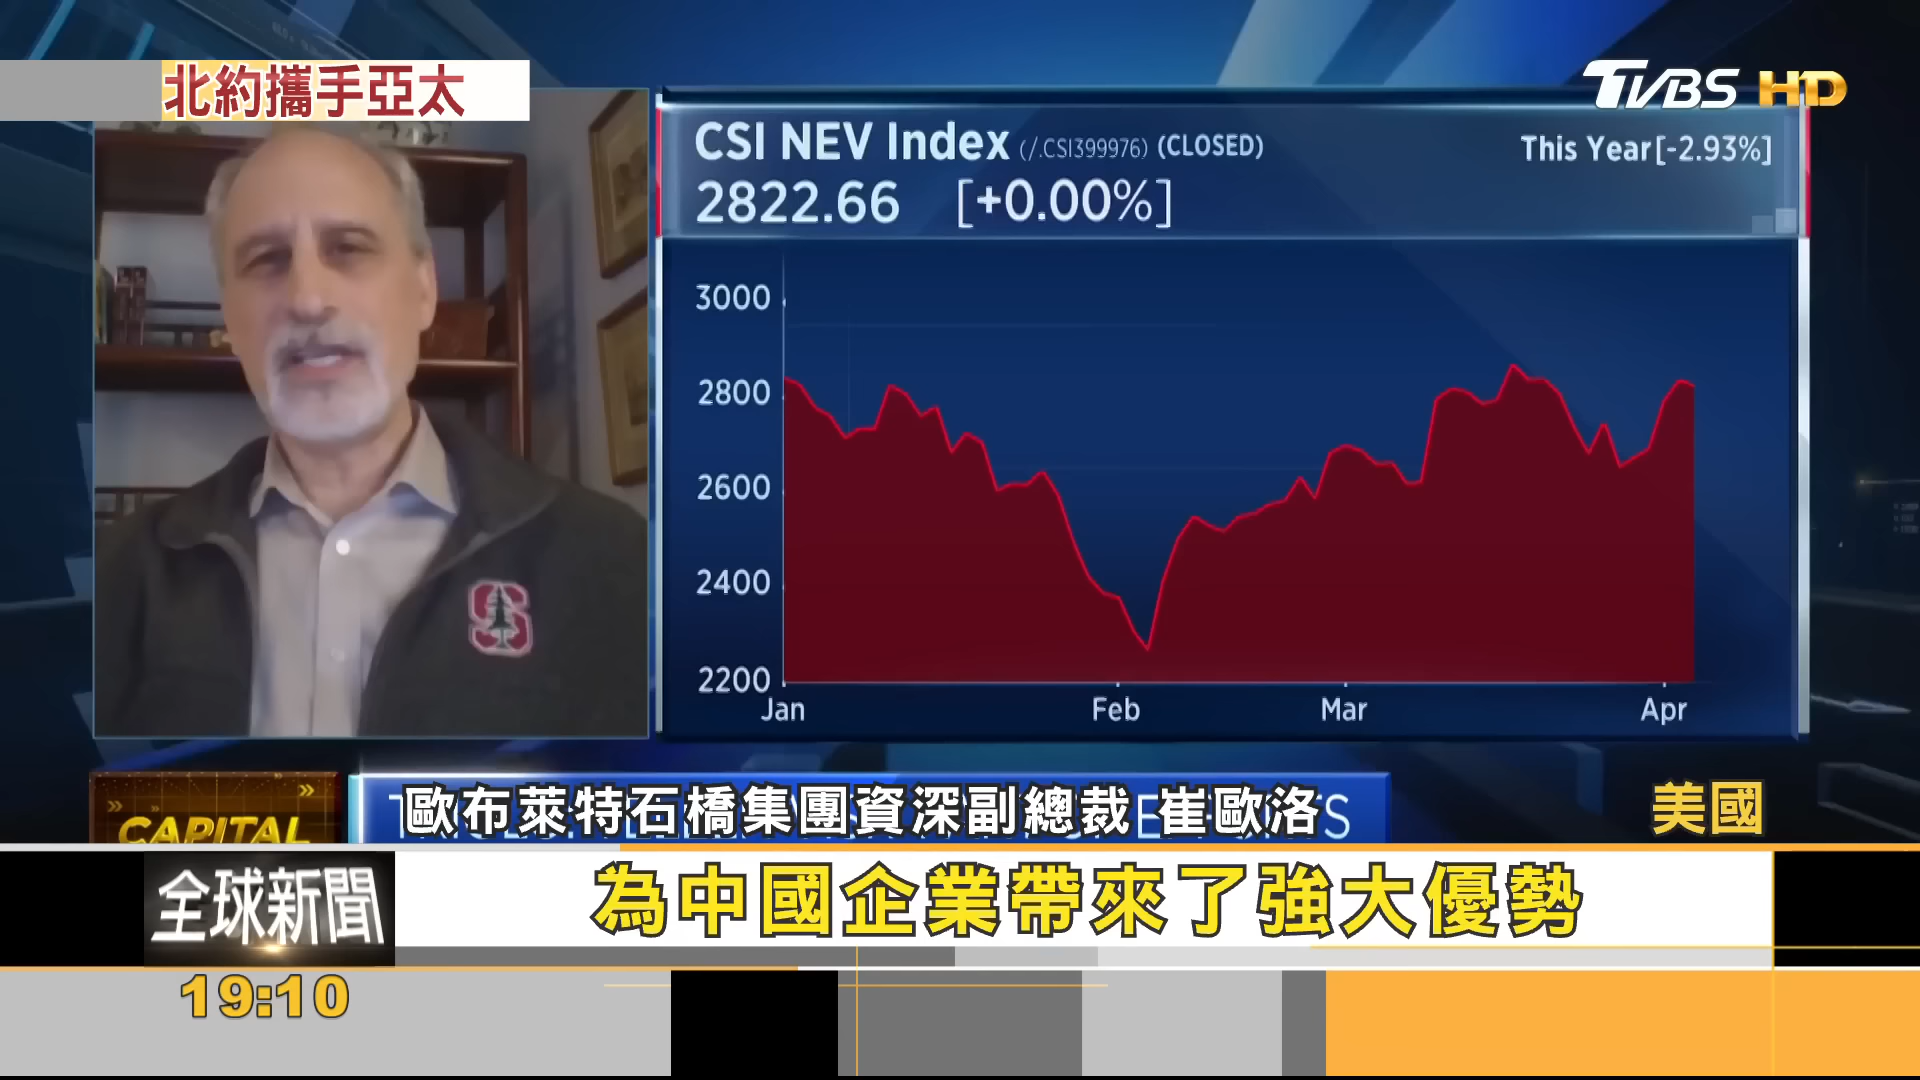 北約攜手亞太
TVBS HD
CSI NEV Index (/.CSI399976) (CLOSED)
This Year[-2.93%]
2822.66 [+0.00%]
3000
2800
2600
2400
2200
Jan Feb Mar Apr
S
CAPITAL
歐布萊特石橋集團資深副總裁 崔歐洛
美國
全球新聞
為中國企業帶來了強大優勢
19:10